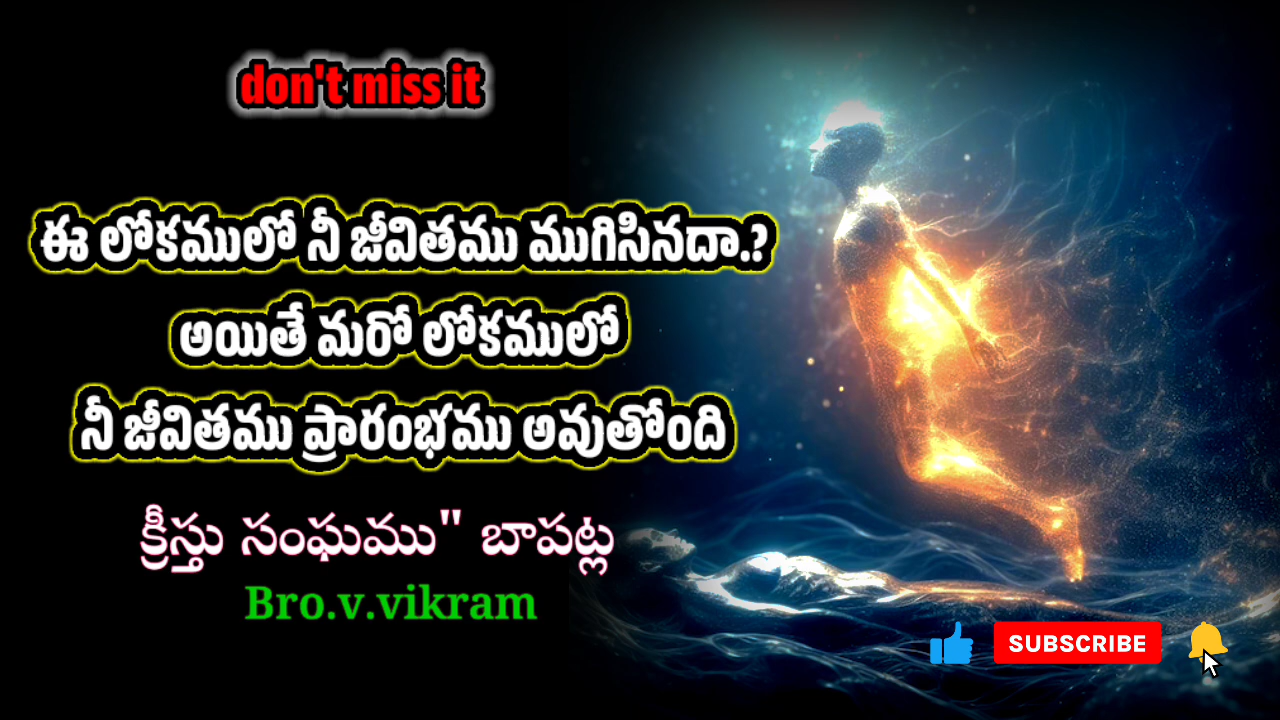 don't miss it
ఈ లోకములో నీ జీవితము ముగిసినదా.?
అయితే మరో లోకములో
నీ జీవితము ప్రారంభము అవుతోంది
క్రీస్తు సంఘము" బాపట్ల
Bro.v.vikram
SUBSCRIBE